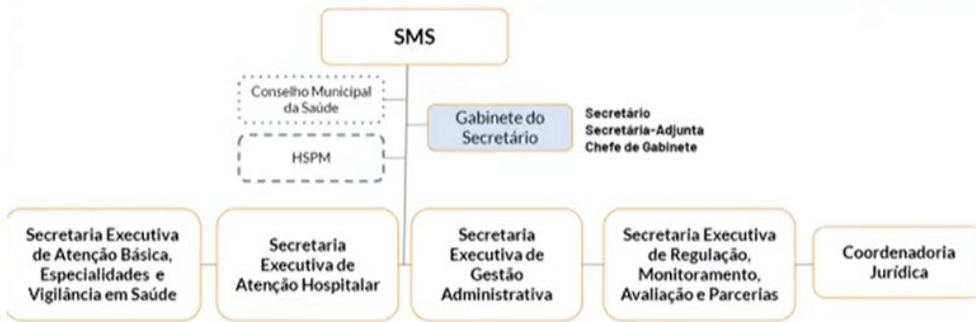 SMS
Conselho Municipal
da Saúde
Gabinete do
Secretário
Secretário
Secretária-Adjunta
Chefe de Gabinete
HSPM
Secretaria Executiva
de Atenção Básica,
Especialidades e
Vigilância em Saúde
Secretaria
Executiva de
Atenção Hospitalar
Secretaria
Executiva de
Gestão
Administrativa
Secretaria Executiva
de Regulação,
Monitoramento,
Avaliação e Parcerias
Coordenadoria
Jurídica